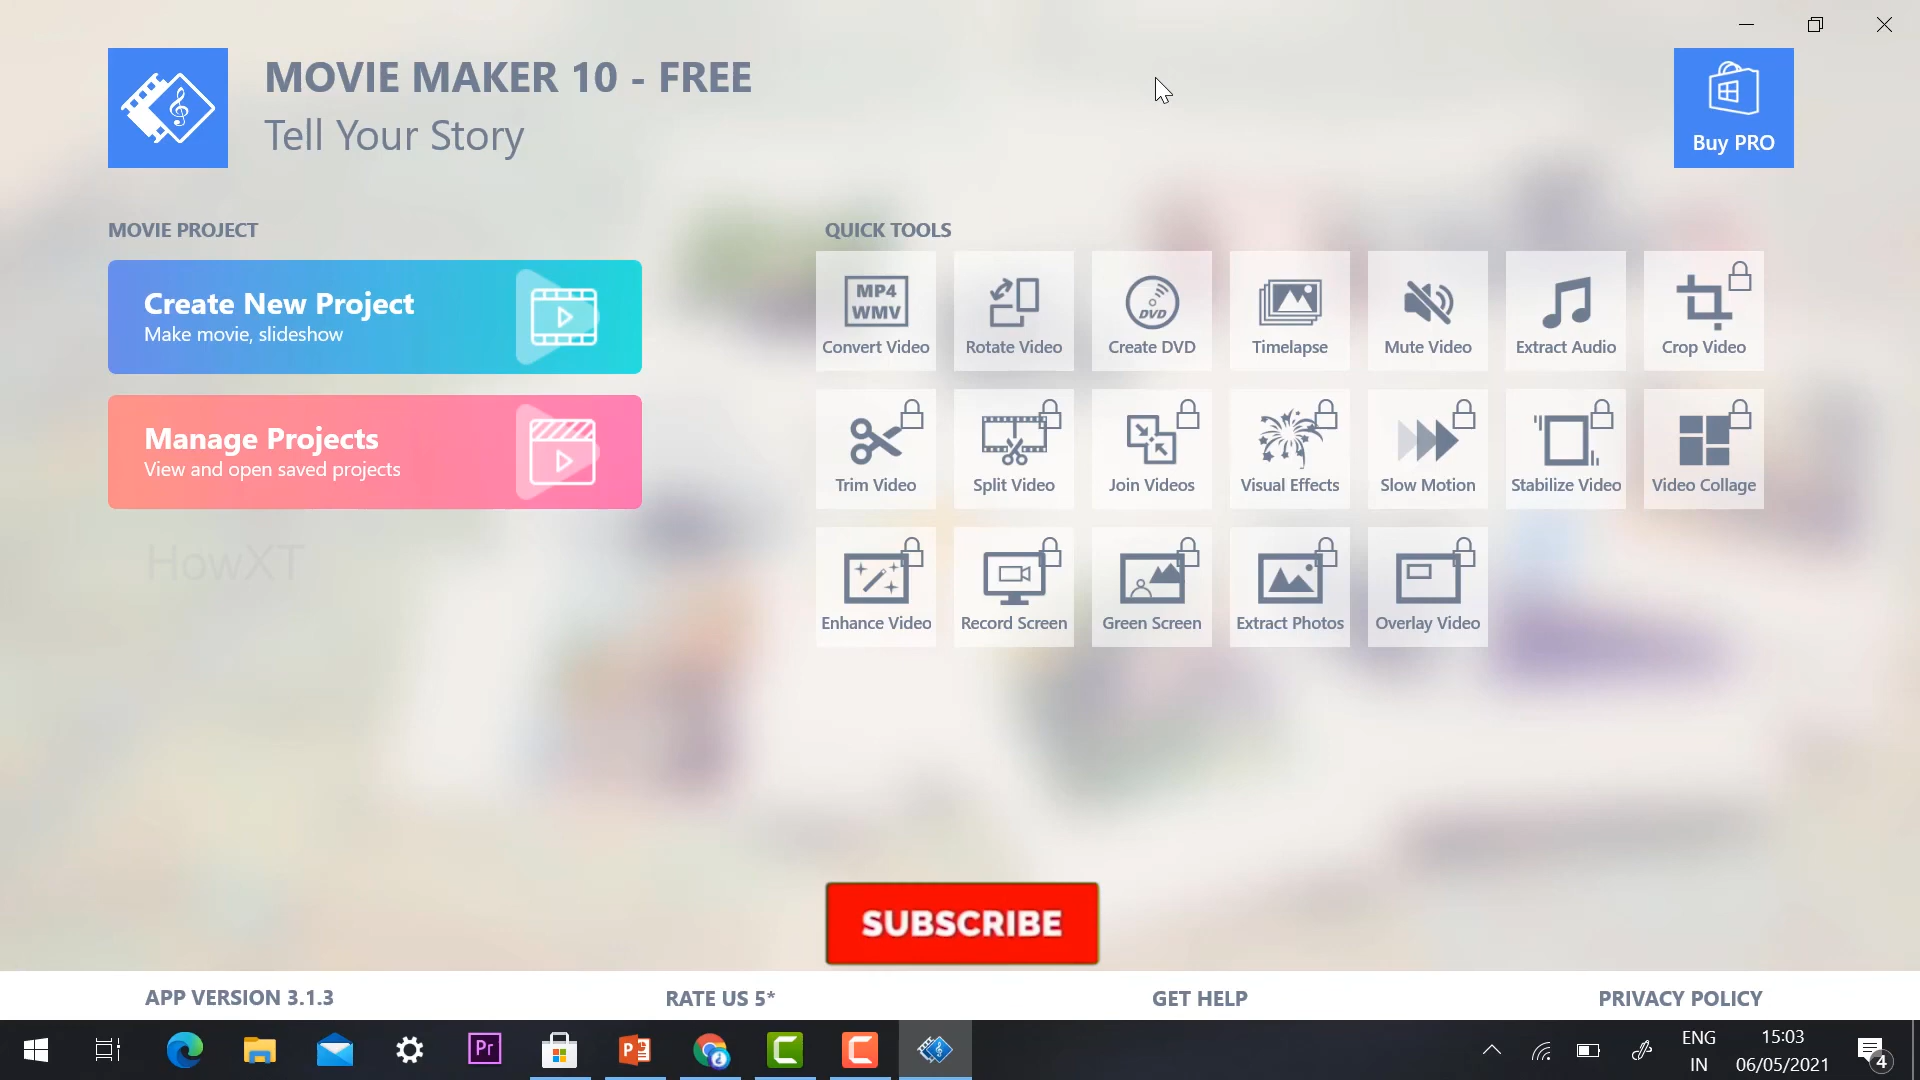 MOVIE MAKER 10 - FREE
Tell Your Story
Buy PRO
MOVIE PROJECT
Create New Project
Make movie, slideshow
Manage Projects
View and open saved projects
HowXT
QUICK TOOLS
MP4
WMV
Convert Video
Rotate Video
DVD
Create DVD
Timelapse
Mute Video
Extract Audio
Crop Video
Trim Video
Split Video
Join Videos
Visual Effects
Slow Motion
Stabilize Video
Video Collage
Enhance Video
Record Screen
Green Screen
Extract Photos
Overlay Video
SUBSCRIBE
APP VERSION 3.1.3
RATE US 5*
GET HELP
PRIVACY POLICY
Pr
P
ENG
IN
15:03
06/05/2021
4